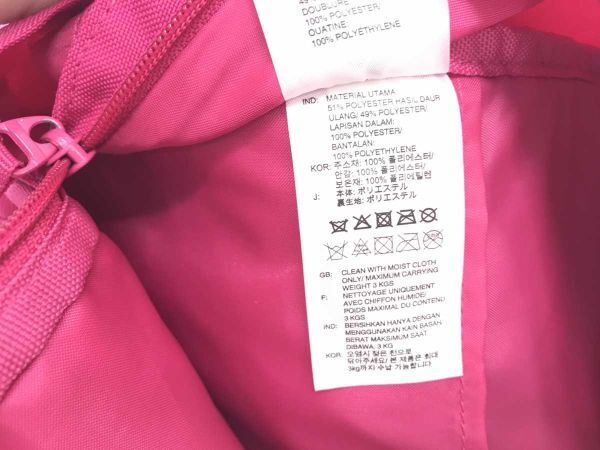 DOUBLURE
100% POLYESTER/
OUATINE:
100% POLYETHYLENE
IND: MATERIAL UTAMA
51% POLYESTER HASIL DAUR
ULANG/ 49% POLYESTER/
LAPISAN DALAM:
100% POLYESTER/
BANTALAN:
100% POLYETHYLENE
KOR: 주소재: 100% 폴리에스터/
안감: 100% 폴리에스터/
보온재: 100% 폴리에틸렌
J: 本体: ポリエステル
裏生地: ポリエステル
GB: CLEAN WITH MOIST CLOTH
ONLY/ MAXIMUM CARRYING
WEIGHT 3 KGS
F: NETTOYAGE UNIQUEMENT
AVEC CHIFFON HUMIDE/
POIDS MAXIMAL DU CONTENU
3 KGS
IND: BERSIHKAN HANYA DENGAN
MENGGUNAKAN KAIN BASAH/
BERAT MAKSIMUM SAAT
DIBAWA: 3 KG
KOR: 오염시 젖은 천으로
닦아주세요/ 본 제품은 최대
3kg까지 수납 가능합니다